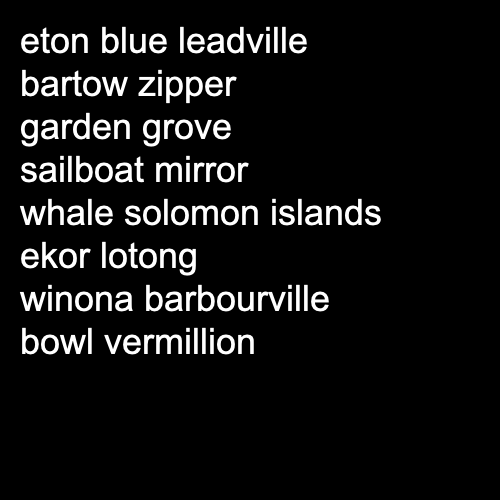 eton blue leadville
bartow zipper
garden grove
sailboat mirror
whale solomon islands
ekor lotong
winona barbourville
bowl vermillion